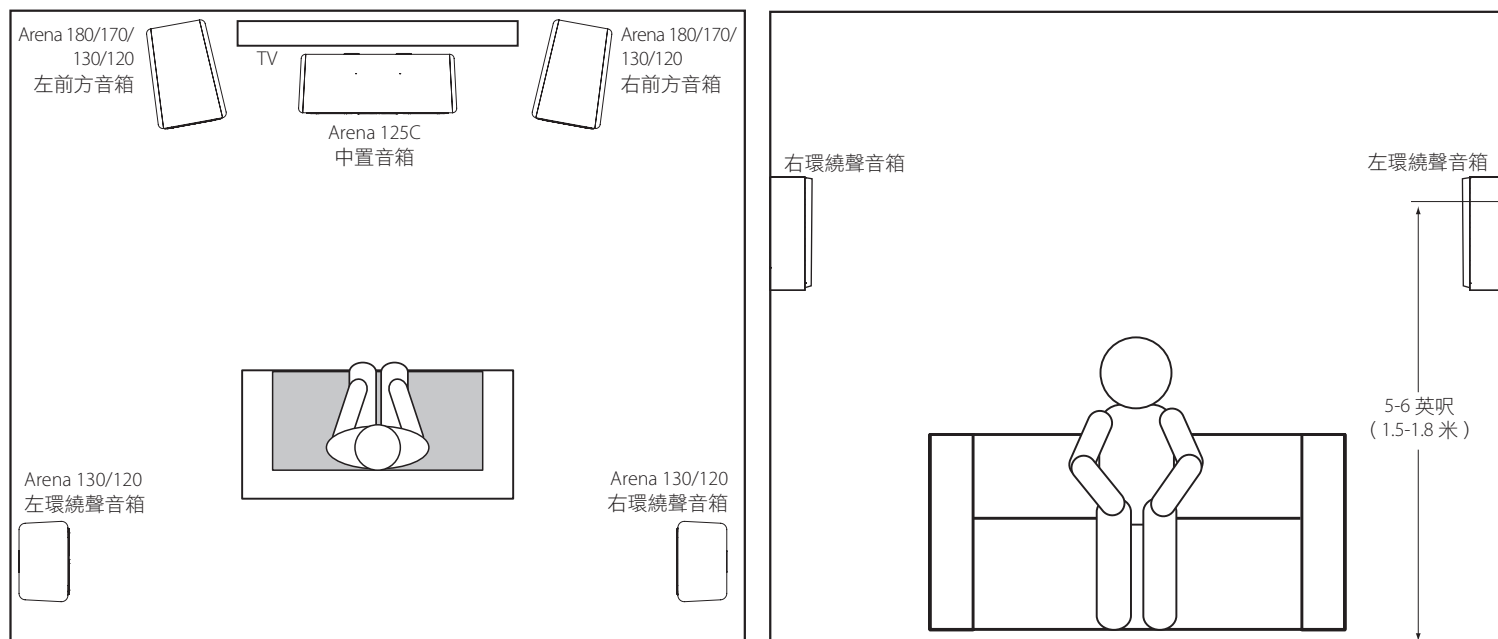 Arena 180/170/
130/120
左前方音箱
TV
Arena 180/170/
130/120
右前方音箱
Arena 125C
中置音箱
Arena 130/120
左環繞聲音箱
Arena 130/120
右環繞聲音箱
右環繞聲音箱
左環繞聲音箱
5-6 英呎
( 1.5-1.8 米 )